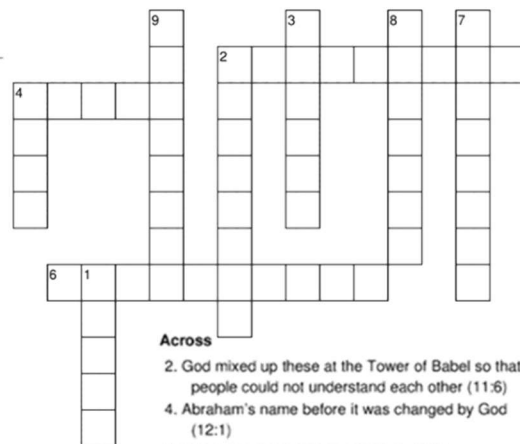 9 3 8 7
2
4
6 1
Across
2. God mixed up these at the Tower of Babel so that
people could not understand each other (11:6)
4. Abraham's name before it was changed by God
(12:1)